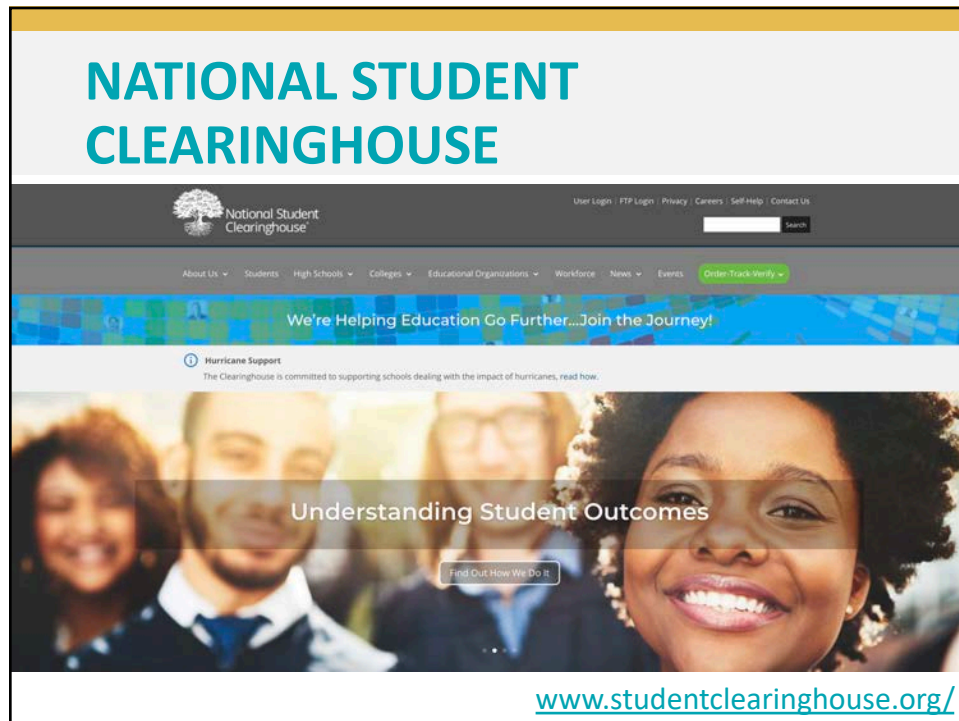 NATIONAL STUDENT
CLEARINGHOUSE
National Student
Clearinghouse
User Login | FTP Login | Privacy | Careers | Self-Help | Contact Us
Search
About Us Students High Schools Colleges Educational Organizations Workforce News Events Order-Track-Verify
We're Helping Education Go Further...Join the Journey!
Hurricane Support
The Clearinghouse is committed to supporting schools dealing with the impact of hurricanes, read how.
Understanding Student Outcomes
Find Out How We Do It
www.studentclearinghouse.org/